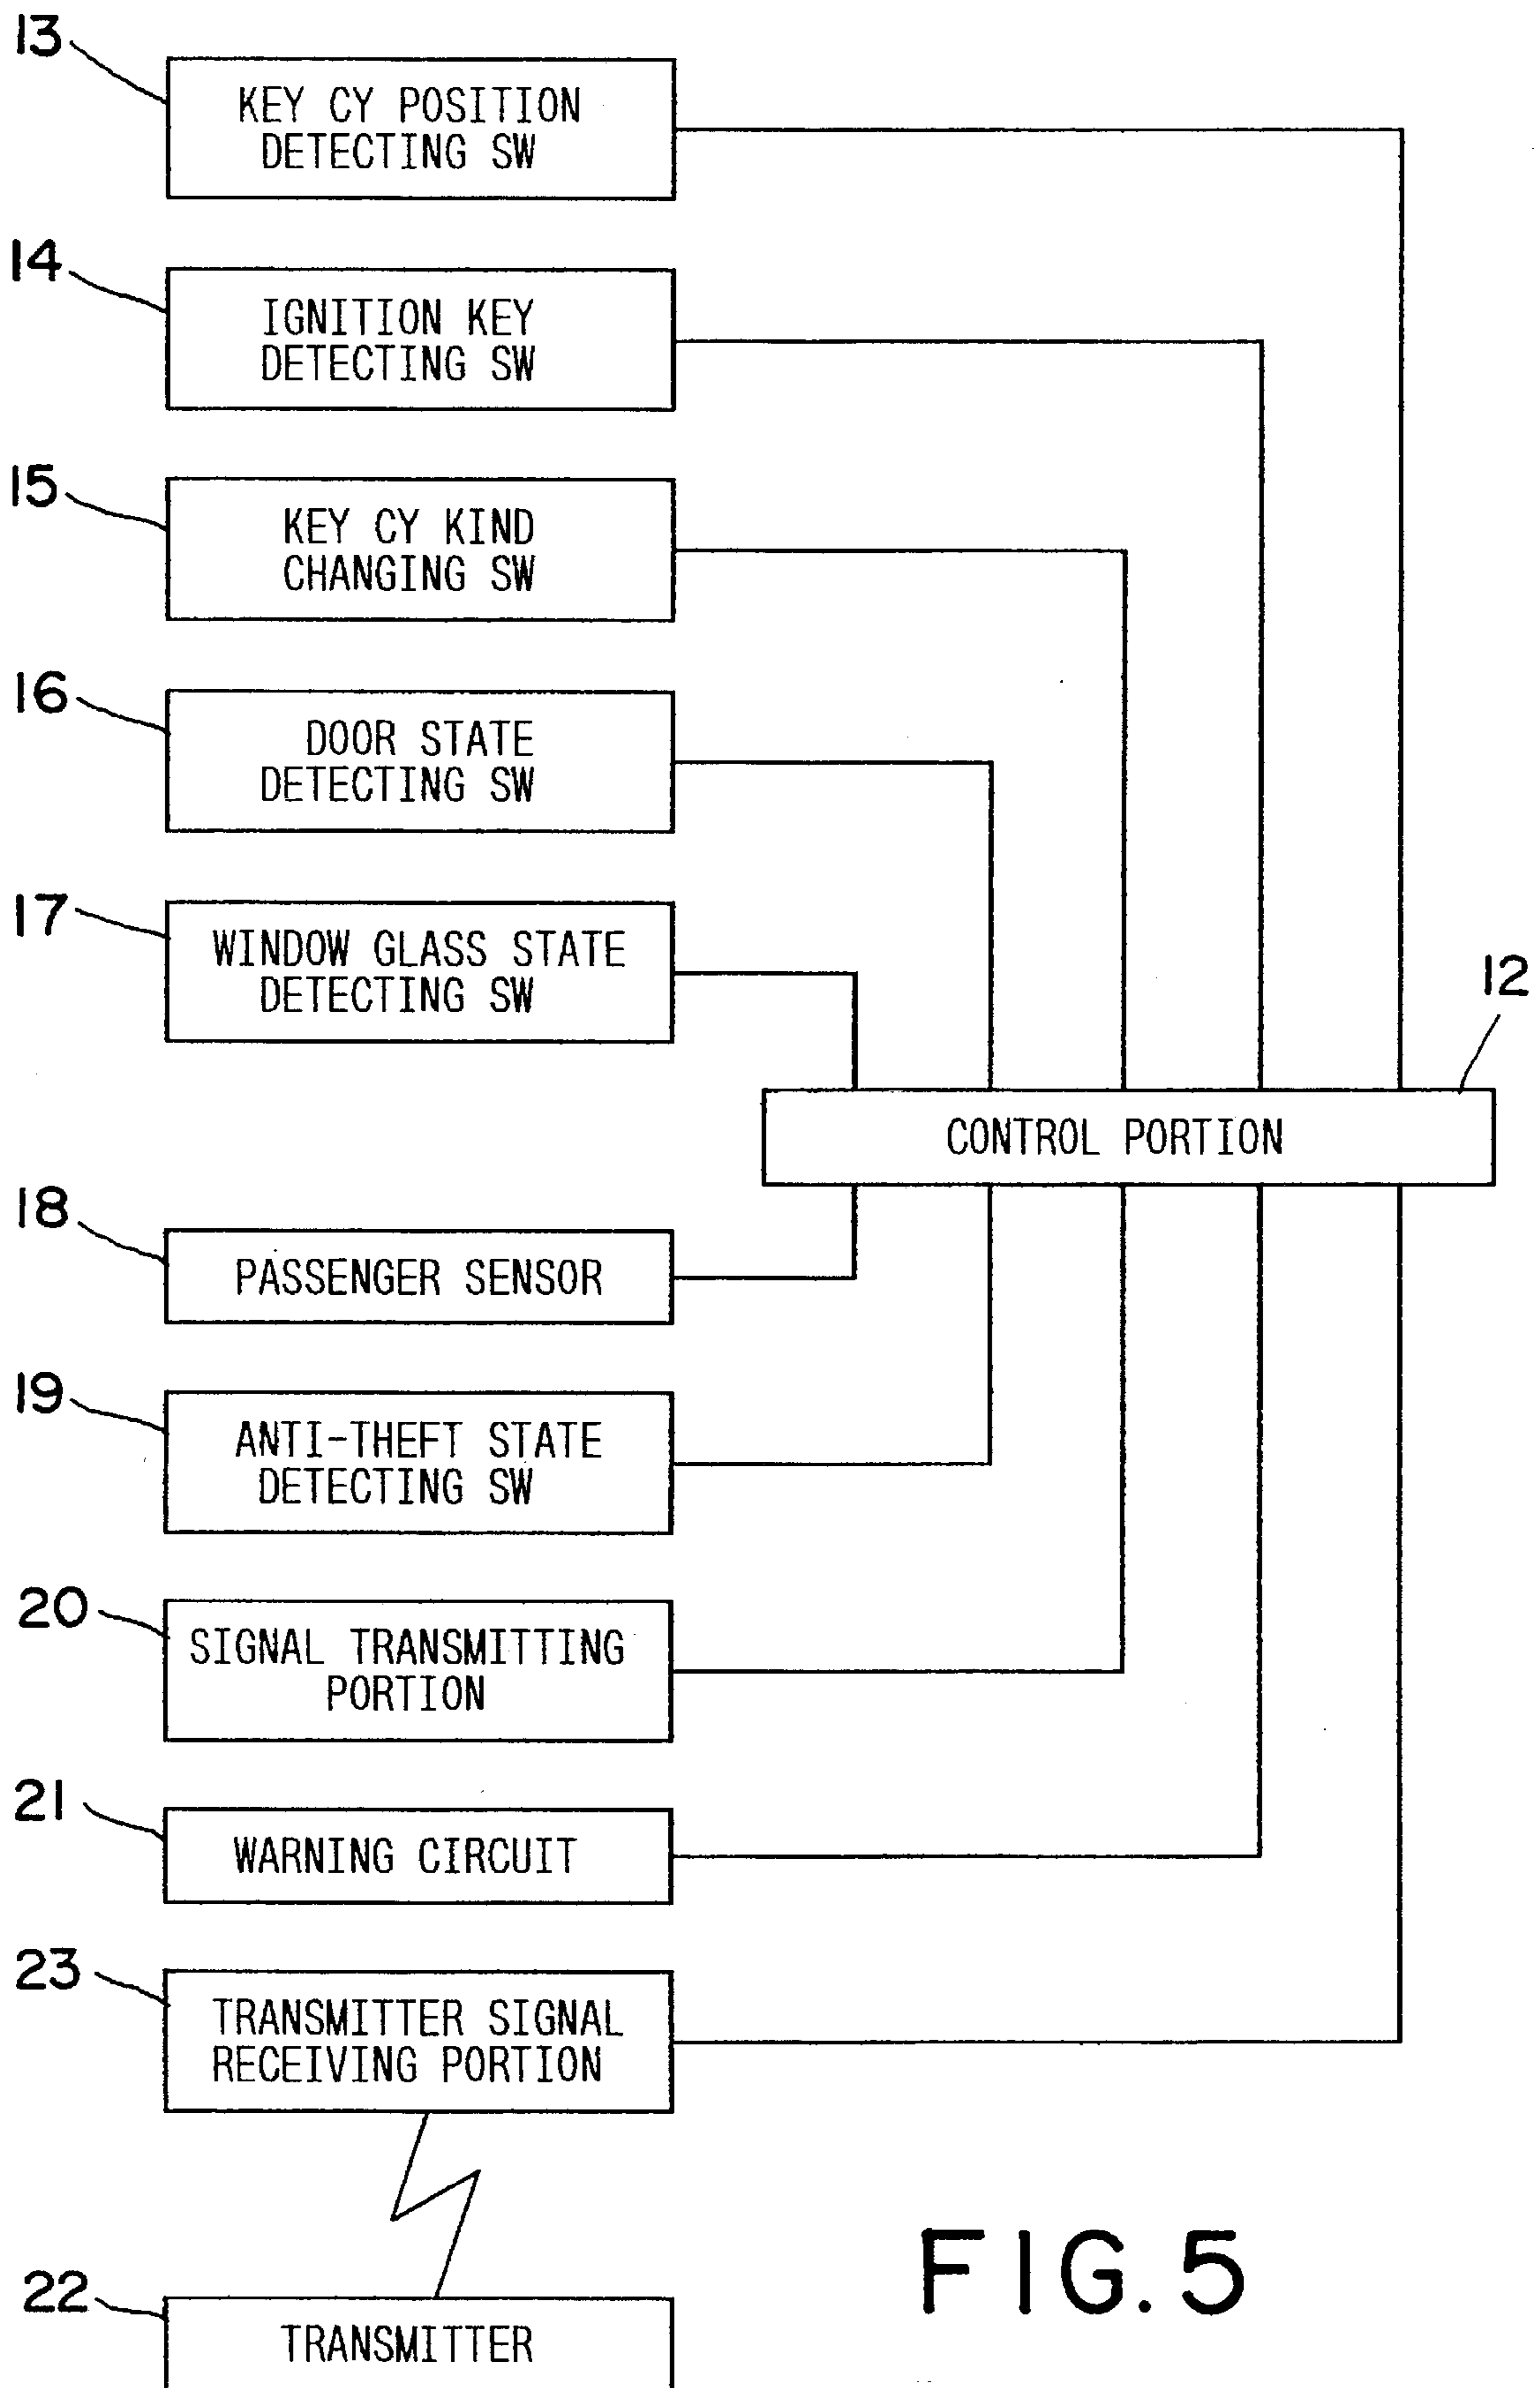 13
KEY CY POSITION
DETECTING SW
14
IGNITION KEY
DETECTING SW
15
KEY CY KIND
CHANGING SW
16
DOOR STATE
DETECTING SW
17
WINDOW GLASS STATE
DETECTING SW
12
CONTROL PORTION
18
PASSENGER SENSOR
19
ANTI-THEFT STATE
DETECTING SW
20
SIGNAL TRANSMITTING
PORTION
21
WARNING CIRCUIT
23
TRANSMITTER SIGNAL
RECEIVING PORTION
22
TRANSMITTER
FIG. 5